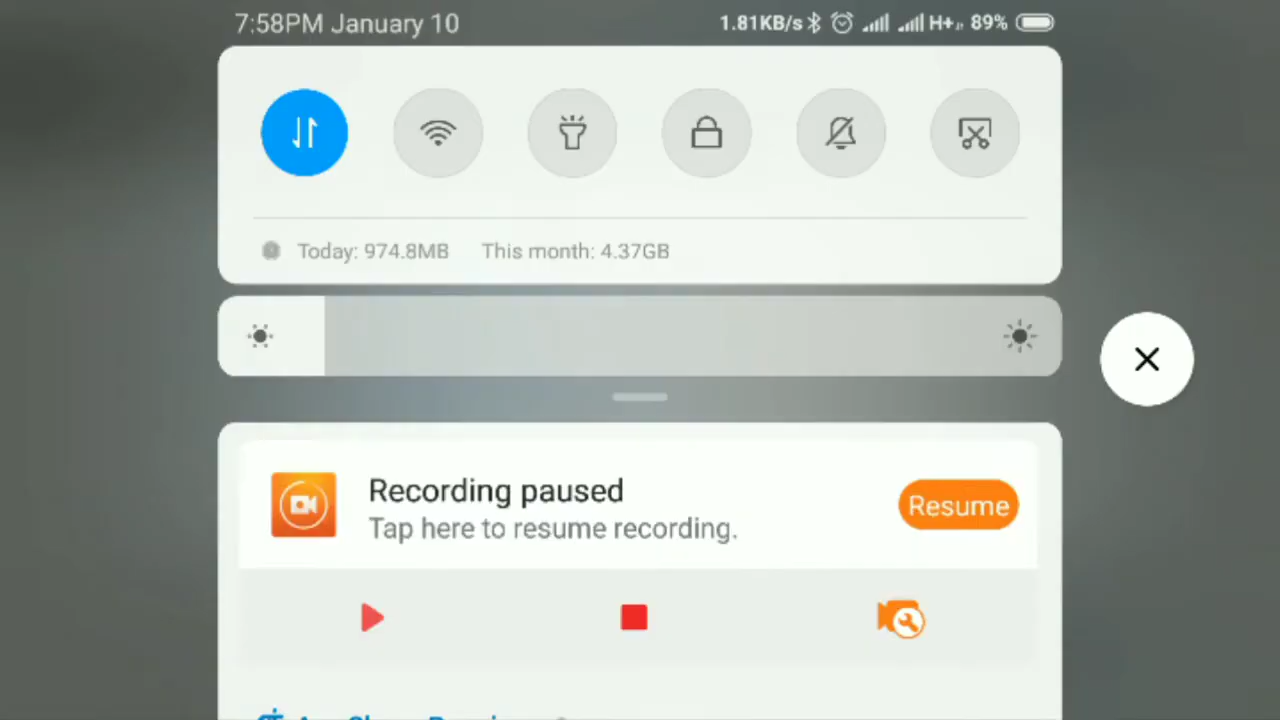 7:58PM January 10 1.81KB/s H+ 89%
Today: 974.8MB This month: 4.37GB
Recording paused
Tap here to resume recording.
Resume